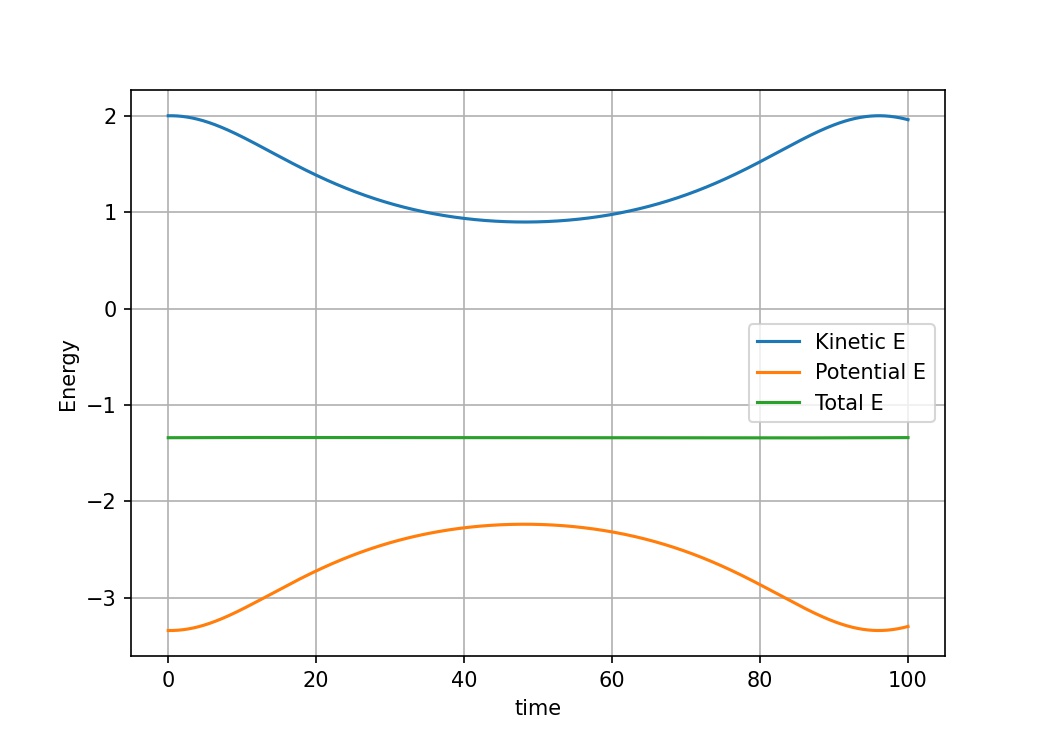 2
1
0
−1
−2
−3
Energy
Kinetic E
Potential E
Total E
0 20 40 60 80 100
time